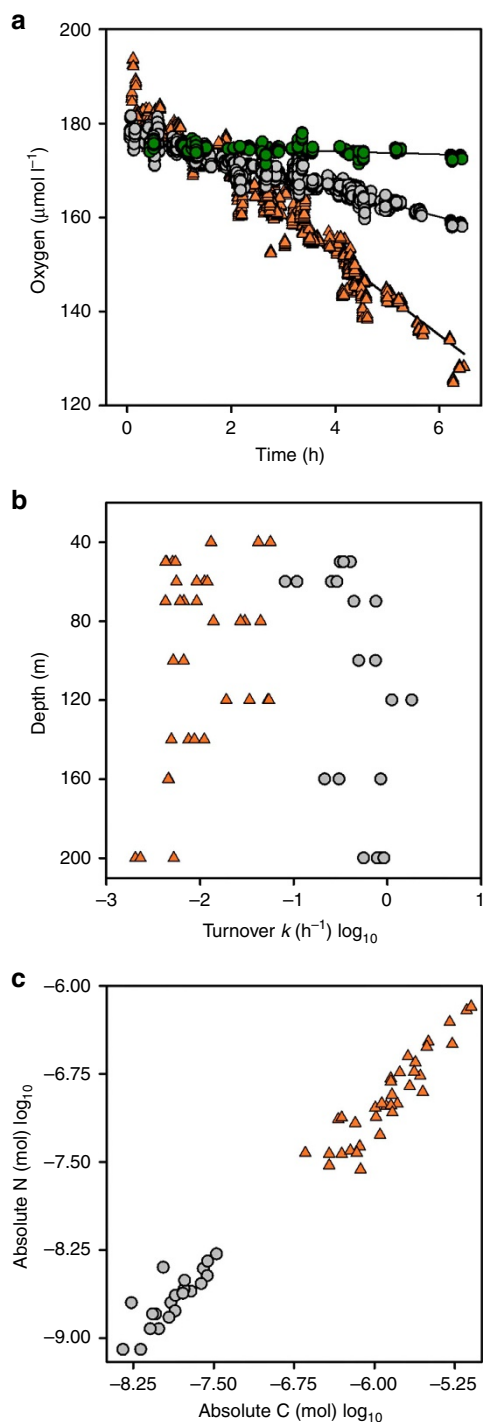 a
200
180
160
140
120
Oxygen (μmol l⁻¹)
0 2 4 6
Time (h)
b
40
80
120
160
200
Depth (m)
−3 −2 −1 0 1
Turnover k (h⁻¹) log₁₀
c
−6.00
−6.75
−7.50
−8.25
−9.00
Absolute N (mol) log₁₀
−8.25 −7.50 −6.75 −6.00 −5.25
Absolute C (mol) log₁₀